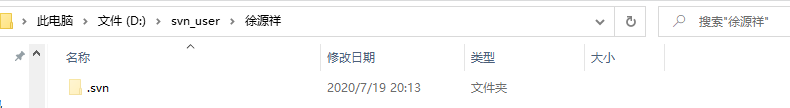 此电脑 > 文件 (D:) > svn_user > 徐源祥
搜索"徐源祥"
名称 修改日期 类型 大小
.svn 2020/7/19 20:13 文件夹